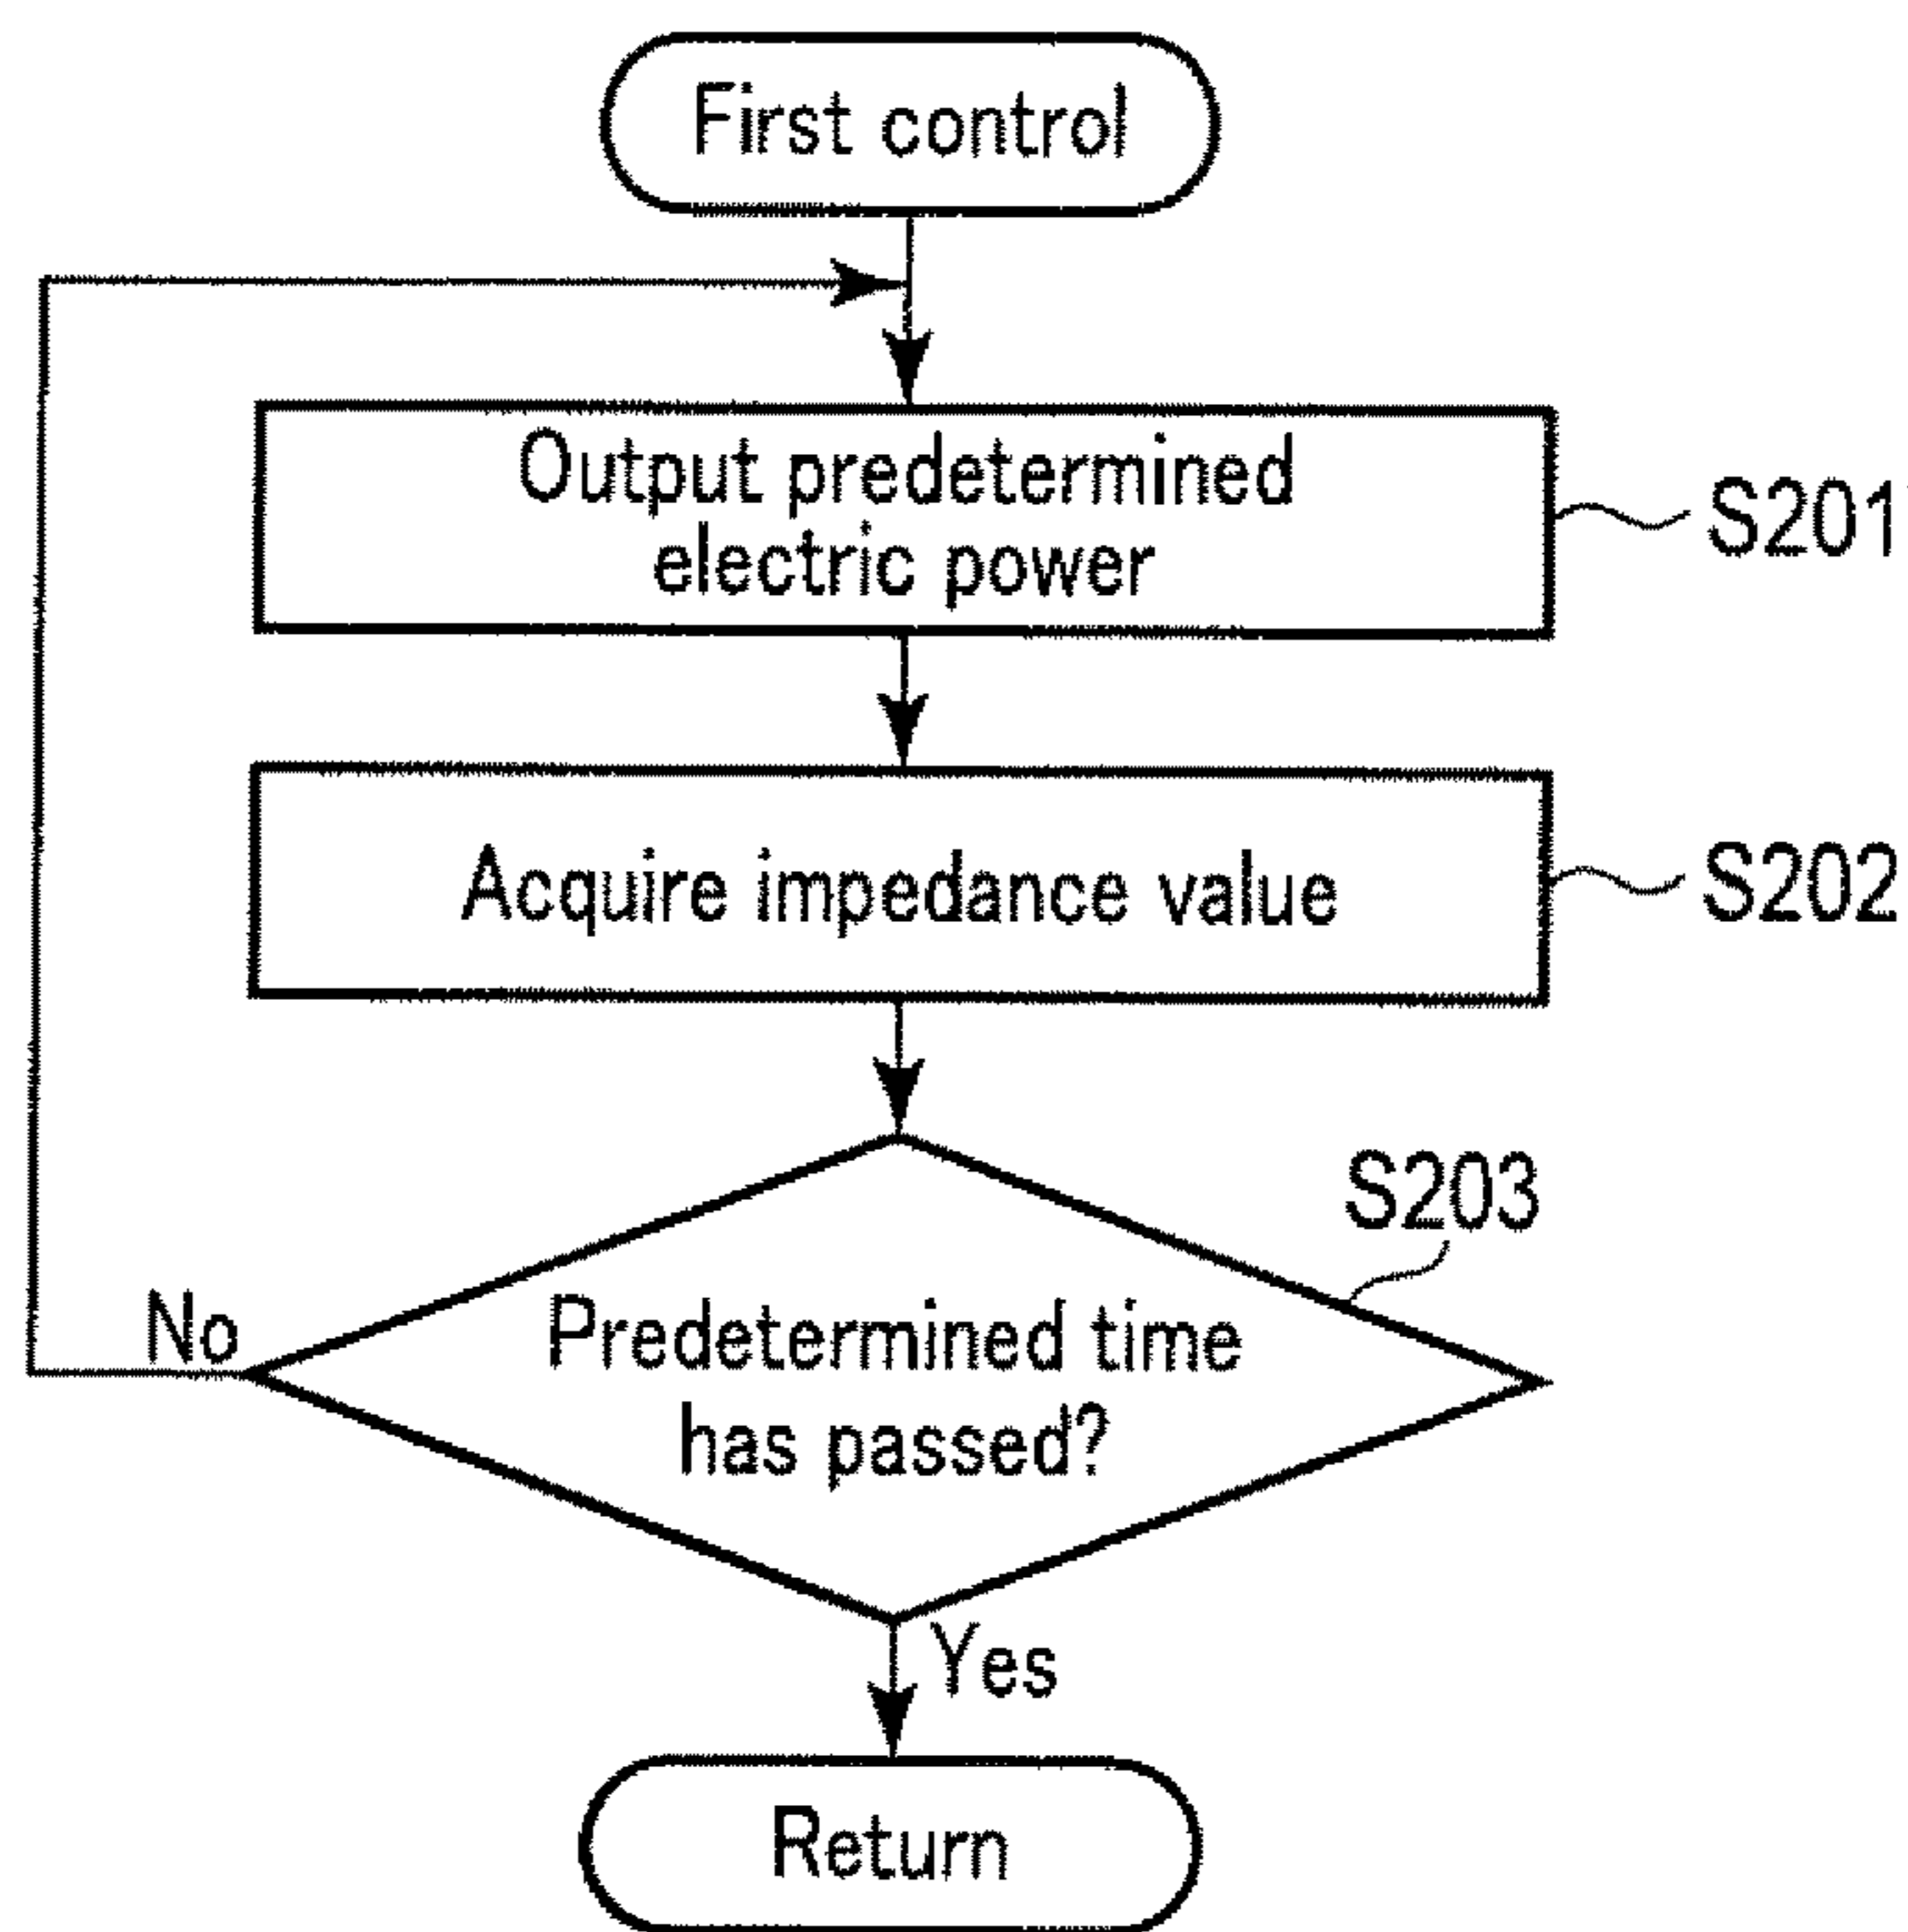 First control
Output predetermined
electric power
S201
Acquire impedance value
S202
S203
No
Predetermined time
has passed?
Yes
Return